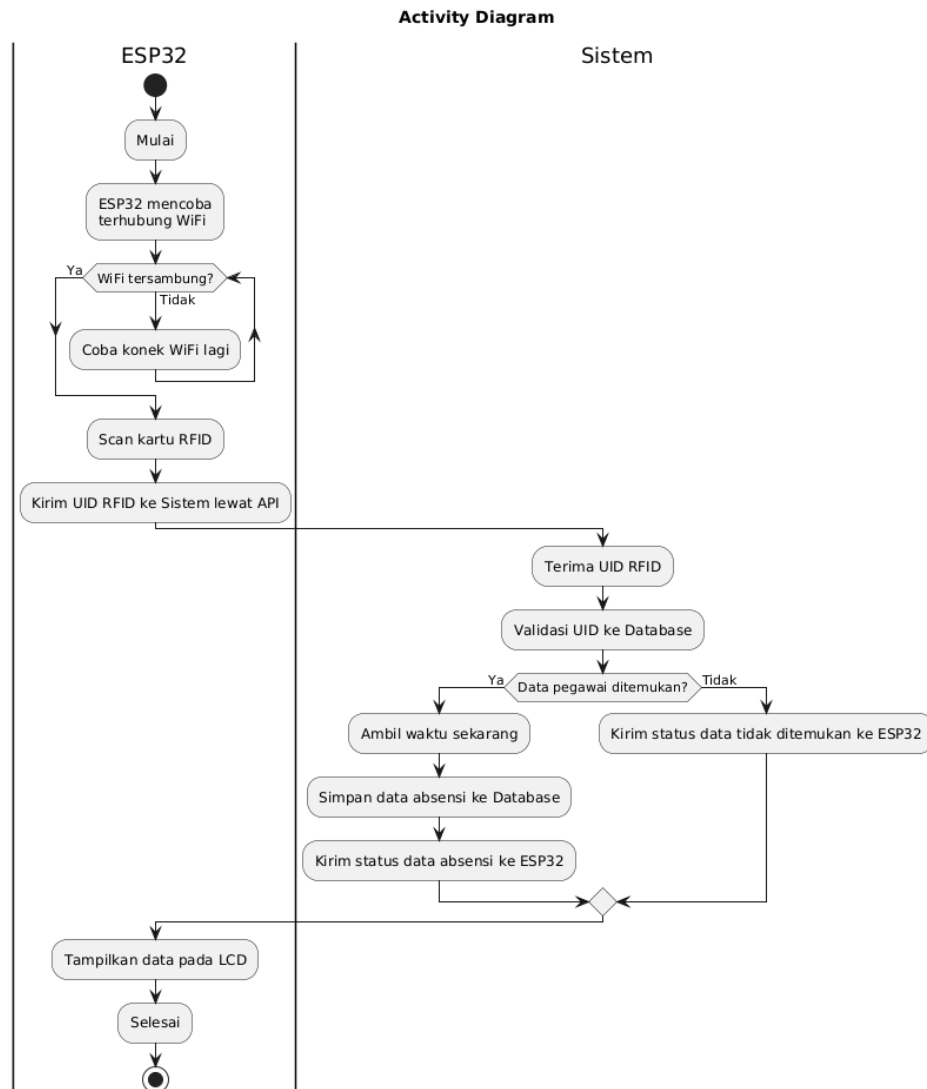 Activity Diagram
ESP32
Sistem
Mulai
ESP32 mencoba
terhubung WiFi
Ya
WiFi tersambung?
Tidak
Coba konek WiFi lagi
Scan kartu RFID
Kirim UID RFID ke Sistem lewat API
Terima UID RFID
Validasi UID ke Database
Ya
Data pegawai ditemukan?
Tidak
Ambil waktu sekarang
Kirim status data tidak ditemukan ke ESP32
Simpan data absensi ke Database
Kirim status data absensi ke ESP32
Tampilkan data pada LCD
Selesai